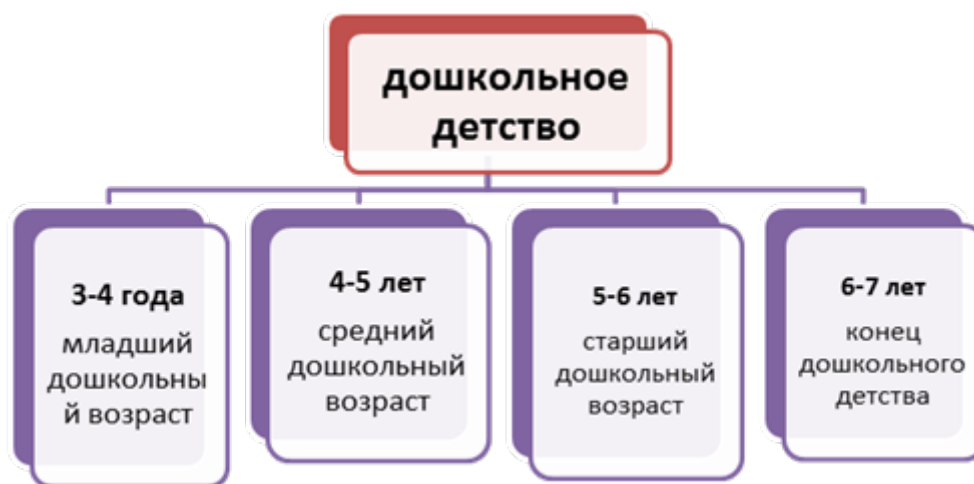 дошкольное
детство
3-4 года
младший
дошкольны
й возраст
4-5 лет
средний
дошкольный
возраст
5-6 лет
старший
дошкольный
возраст
6-7 лет
конец
дошкольного
детства